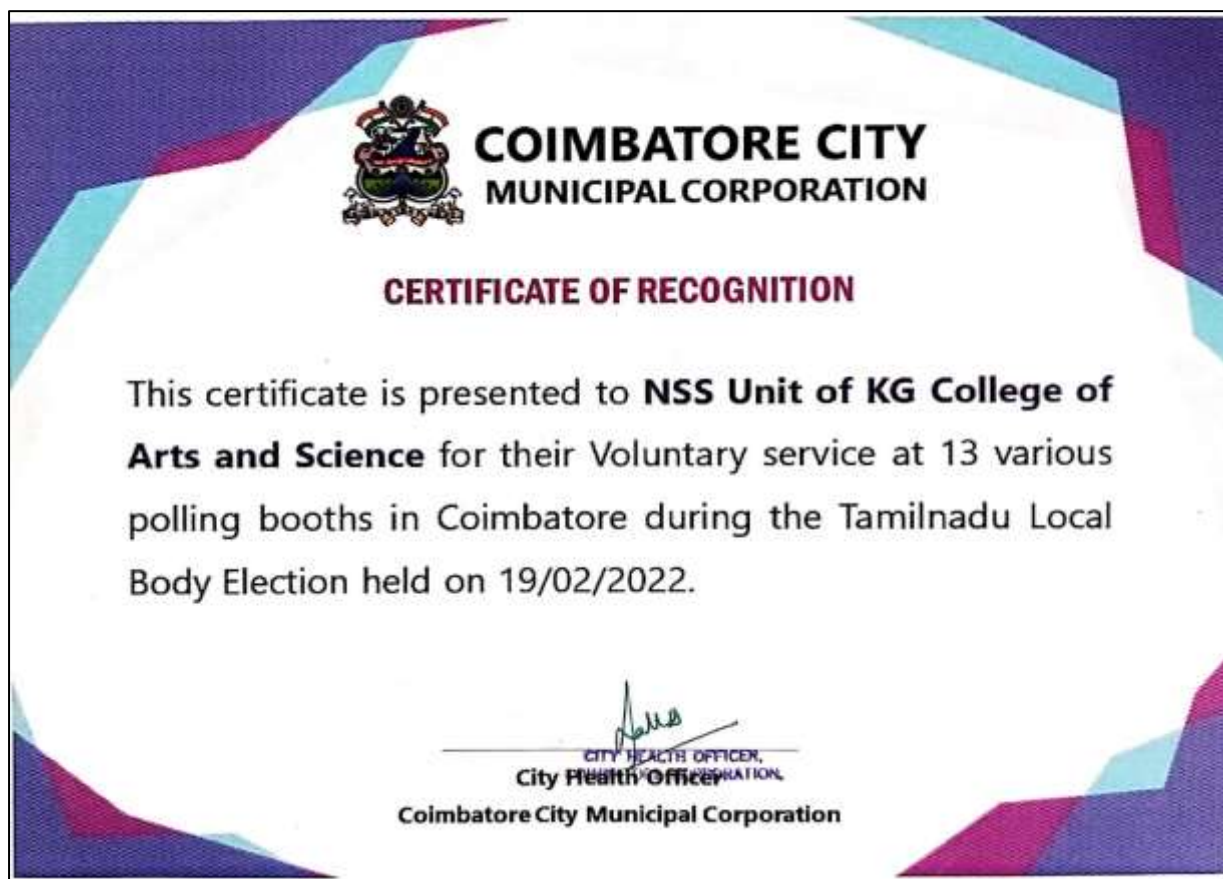 COIMBATORE CITY
MUNICIPAL CORPORATION
CERTIFICATE OF RECOGNITION
This certificate is presented to NSS Unit of KG College of
Arts and Science for their Voluntary service at 13 various
polling booths in Coimbatore during the Tamilnadu Local
Body Election held on 19/02/2022.
CITY HEALTH OFFICER,
City Health Officer
Coimbatore City Municipal Corporation